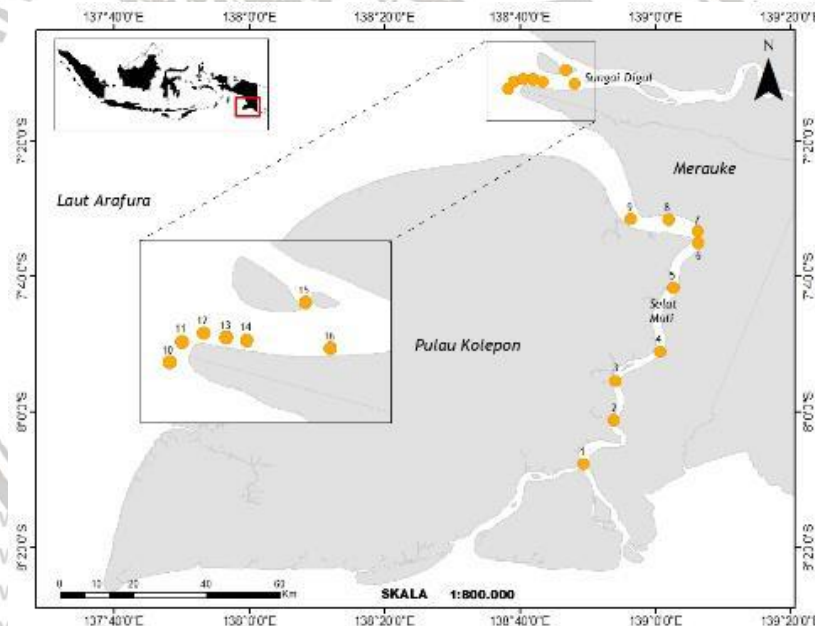 137°40'0"E 138°0'0"E 138°20'0"E 138°40'0"E 139°0'0"E 139°20'0"E
N
Sungai Digul
7°20'0"S 7°20'0"S
Merauke
Laut Arafura
9 8 7
6
7°40'0"S 7°40'0"S
5
15
Selat
Mati
11 12 13 14 16
10
Pulau Kolepon
4
3
8°0'0"S 8°0'0"S
2
1
8°20'0"S 8°20'0"S
0 10 20 40 60
Km
SKALA 1:800.000
137°40'0"E 138°0'0"E 138°20'0"E 138°40'0"E 139°0'0"E 139°20'0"E